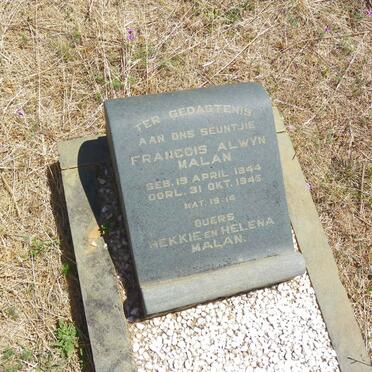 TER GEDAGTENIS
AAN ONS SEUNTJIE
FRANCOIS ALWYN
MALAN
GEB. 19 APRIL 1944
OORL. 31 OKT. 1945
MAT. 19:14
OUERS
HEKKIE EN HELENA
MALAN.